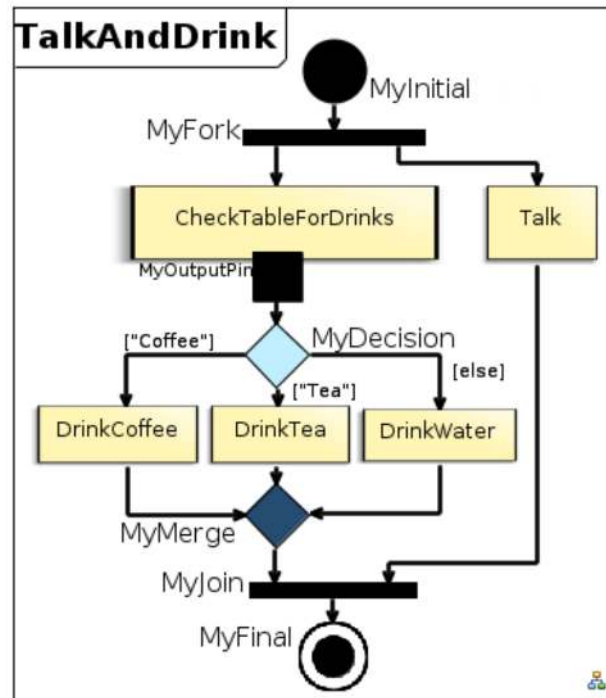 TalkAndDrink
MyInitial
MyFork
CheckTableForDrinks
Talk
MyOutputPin
["Coffee"]
MyDecision
["Tea"]
[else]
DrinkCoffee
DrinkTea
DrinkWater
MyMerge
MyJoin
MyFinal